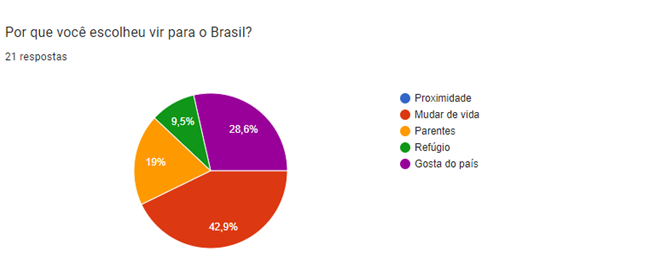 Por que você escolheu vir para o Brasil?
21 respostas
9,5%
28,6%
19%
42,9%
Proximidade
Mudar de vida
Parentes
Refúgio
Gosta do país